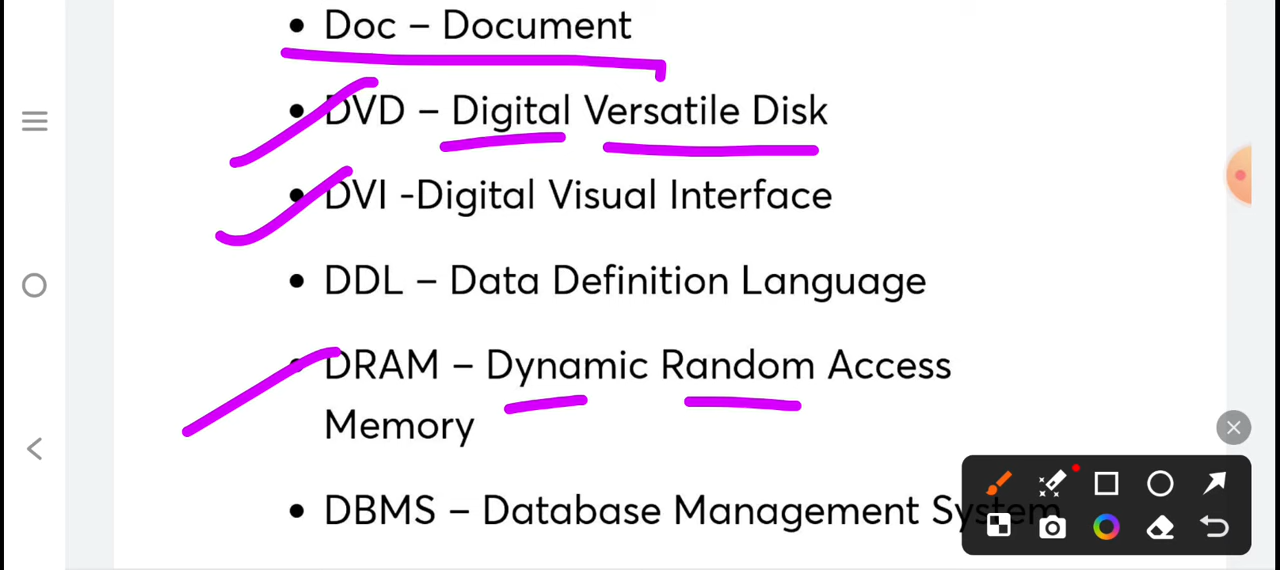 • Doc – Document
• DVD – Digital Versatile Disk
• DVI -Digital Visual Interface
• DDL – Data Definition Language
• DRAM – Dynamic Random Access
Memory
• DBMS – Database Management System